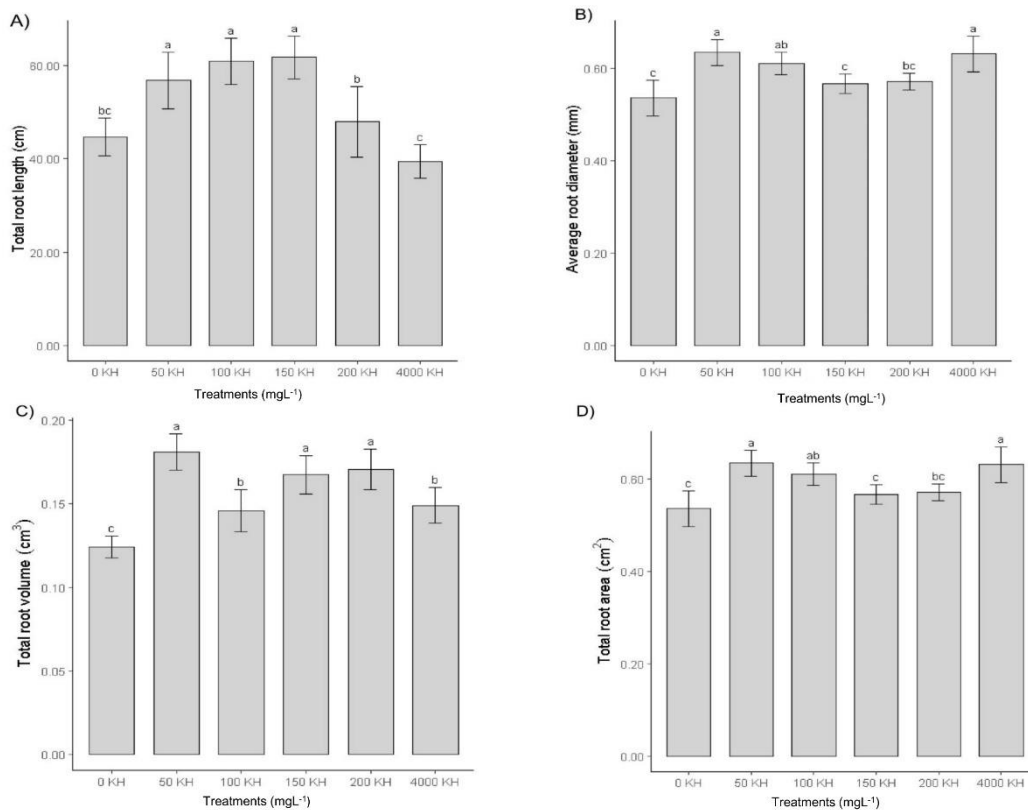 A)
Total root length (cm)
60.00
40.00
20.00
0.00
bc
a
a
a
b
c
0 KH 50 KH 100 KH 150 KH 200 KH 4000 KH
Treatments (mgL⁻¹)
B)
Average root diameter (mm)
0.60
0.40
0.20
0.00
c
a
ab
c
bc
a
0 KH 50 KH 100 KH 150 KH 200 KH 4000 KH
Treatments (mgL⁻¹)
C)
Total root volume (cm³)
0.20
0.15
0.10
0.05
0.00
c
a
b
a
a
b
0 KH 50 KH 100 KH 150 KH 200 KH 4000 KH
Treatments (mgL⁻¹)
D)
Total root area (cm²)
0.60
0.40
0.20
0.00
c
a
ab
c
bc
a
0 KH 50 KH 100 KH 150 KH 200 KH 4000 KH
Treatments (mgL⁻¹)